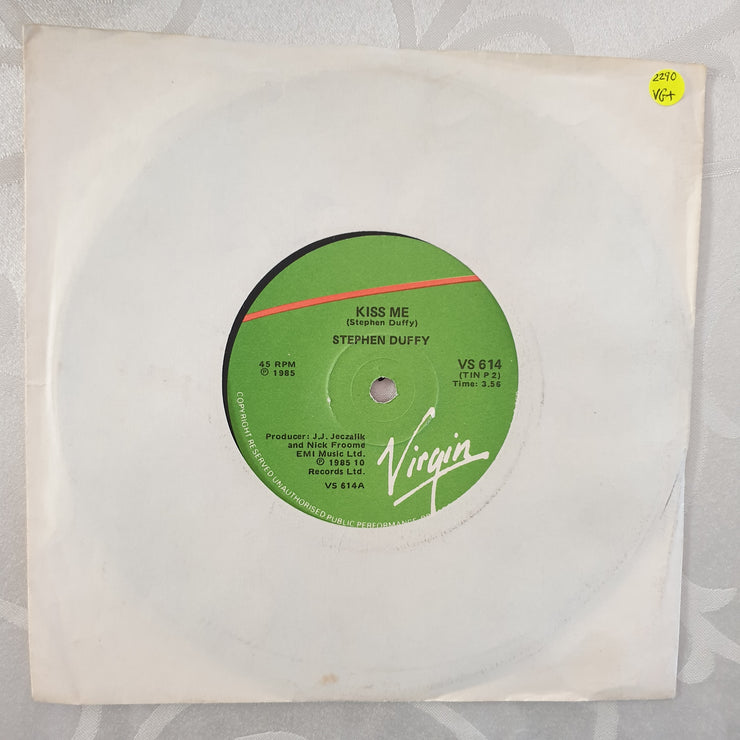 2290
VG+
KISS ME
(Stephen Duffy)
STEPHEN DUFFY
45 RPM
℗ 1985
VS 614
(TIN P 2)
Time: 3.56
Producer: J.J. Jeczalik
and Nick Froome
EMI Music Ltd.
℗ 1985 10
Records Ltd.
VS 614A
Virgin
COPYRIGHT RESERVED UNAUTHORISED PUBLIC PERFORMANCE